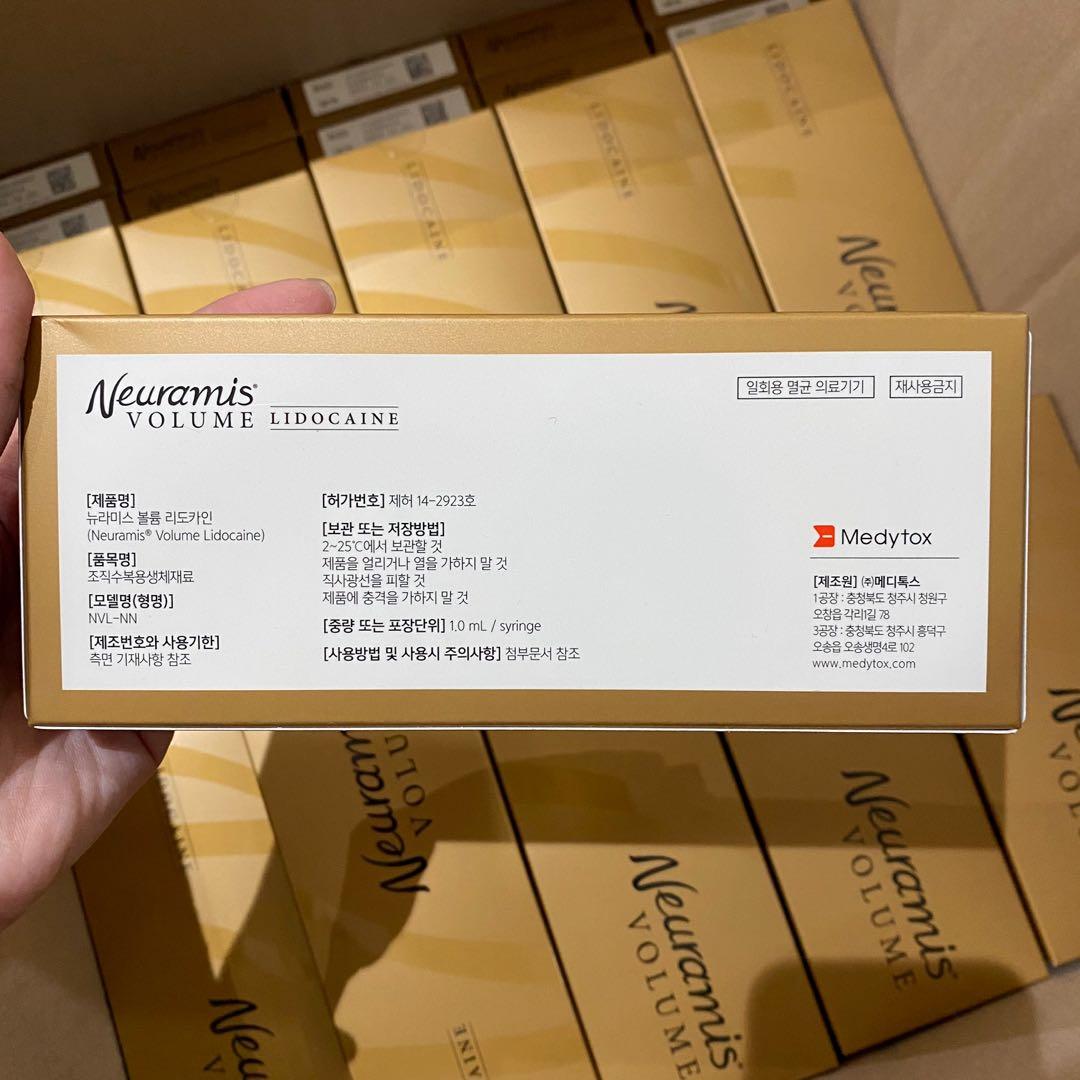 LIDOCAINE
LIDOCAINE
LIDOCAINE
LIDOCA
Neu
VO
Neuramis®
VOLUME LIDOCAINE
일회용 멸균 의료기기
재사용금지
[제품명]
뉴라미스 볼륨 리도카인
(Neuramis® Volume Lidocaine)
[품목명]
조직수복용생체재료
[모델명(형명)]
NVL-NN
[제조번호와 사용기한]
측면 기재사항 참조
[허가번호] 제허 14-2923호
[보관 또는 저장방법]
2~25℃에서 보관할 것
제품을 얼리거나 열을 가하지 말 것
직사광선을 피할 것
제품에 충격을 가하지 말 것
[중량 또는 포장단위] 1.0 mL / syringe
[사용방법 및 사용시 주의사항] 첨부문서 참조
Medytox
[제조원] ㈜메디톡스
1공장 : 충청북도 청주시 청원구
오창읍 각리1길 78
3공장 : 충청북도 청주시 흥덕구
오송읍 오송생명4로 102
www.medytox.com
Neuramis
VOLU
Neuramis
VOLUME
Neuramis
VOLUME
Neu
VO
AINE
VO